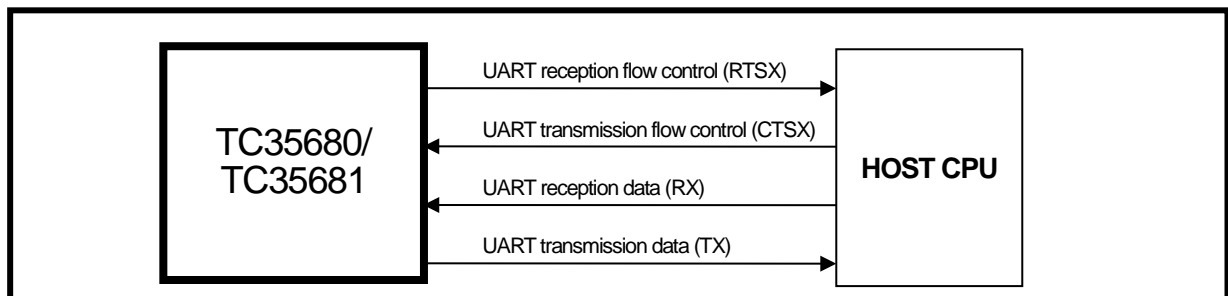 UART reception flow control (RTSX)
UART transmission flow control (CTSX)
UART reception data (RX)
UART transmission data (TX)
TC35680/
TC35681
HOST CPU